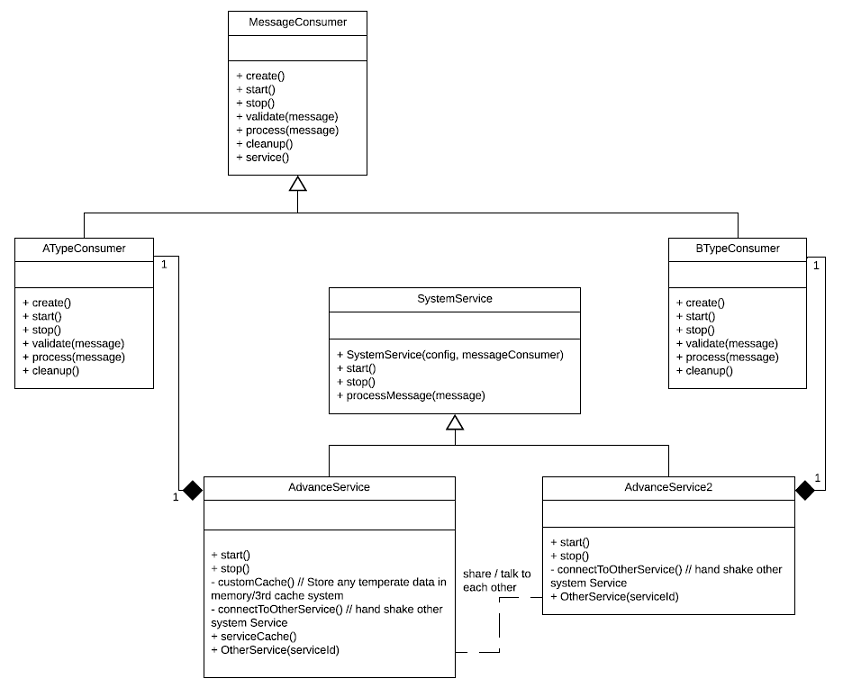 MessageConsumer
+ create()
+ start()
+ stop()
+ validate(message)
+ process(message)
+ cleanup()
+ service()
ATypeConsumer
+ create()
+ start()
+ stop()
+ validate(message)
+ process(message)
+ cleanup()
1
BTypeConsumer
+ create()
+ start()
+ stop()
+ validate(message)
+ process(message)
+ cleanup()
1
SystemService
+ SystemService(config, messageConsumer)
+ start()
+ stop()
+ processMessage(message)
1
AdvanceService
+ start()
+ stop()
- customCache() // Store any temperate data in
memory/3rd cache system
- connectToOtherService() // hand shake other
system Service
+ serviceCache()
+ OtherService(serviceId)
share / talk to
each other
AdvanceService2
+ start()
+ stop()
- connectToOtherService() // hand shake other
system Service
+ OtherService(serviceId)
1